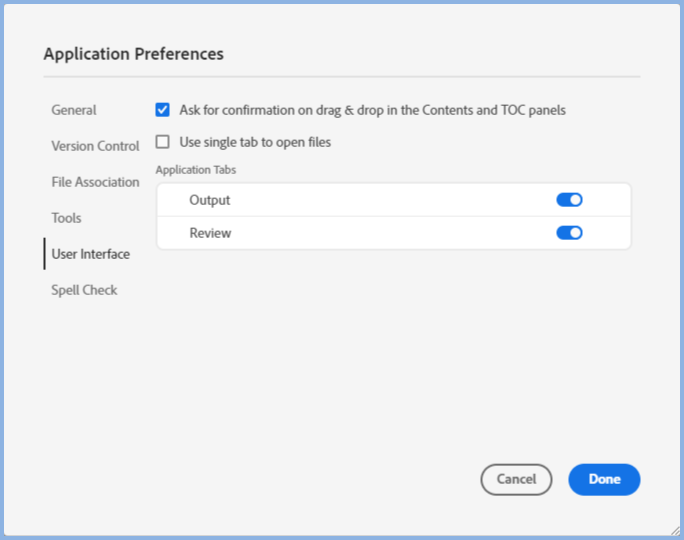 Application Preferences
General
Version Control
File Association
Tools
User Interface
Spell Check
Ask for confirmation on drag & drop in the Contents and TOC panels
Use single tab to open files
Application Tabs
Output
Review
Cancel
Done